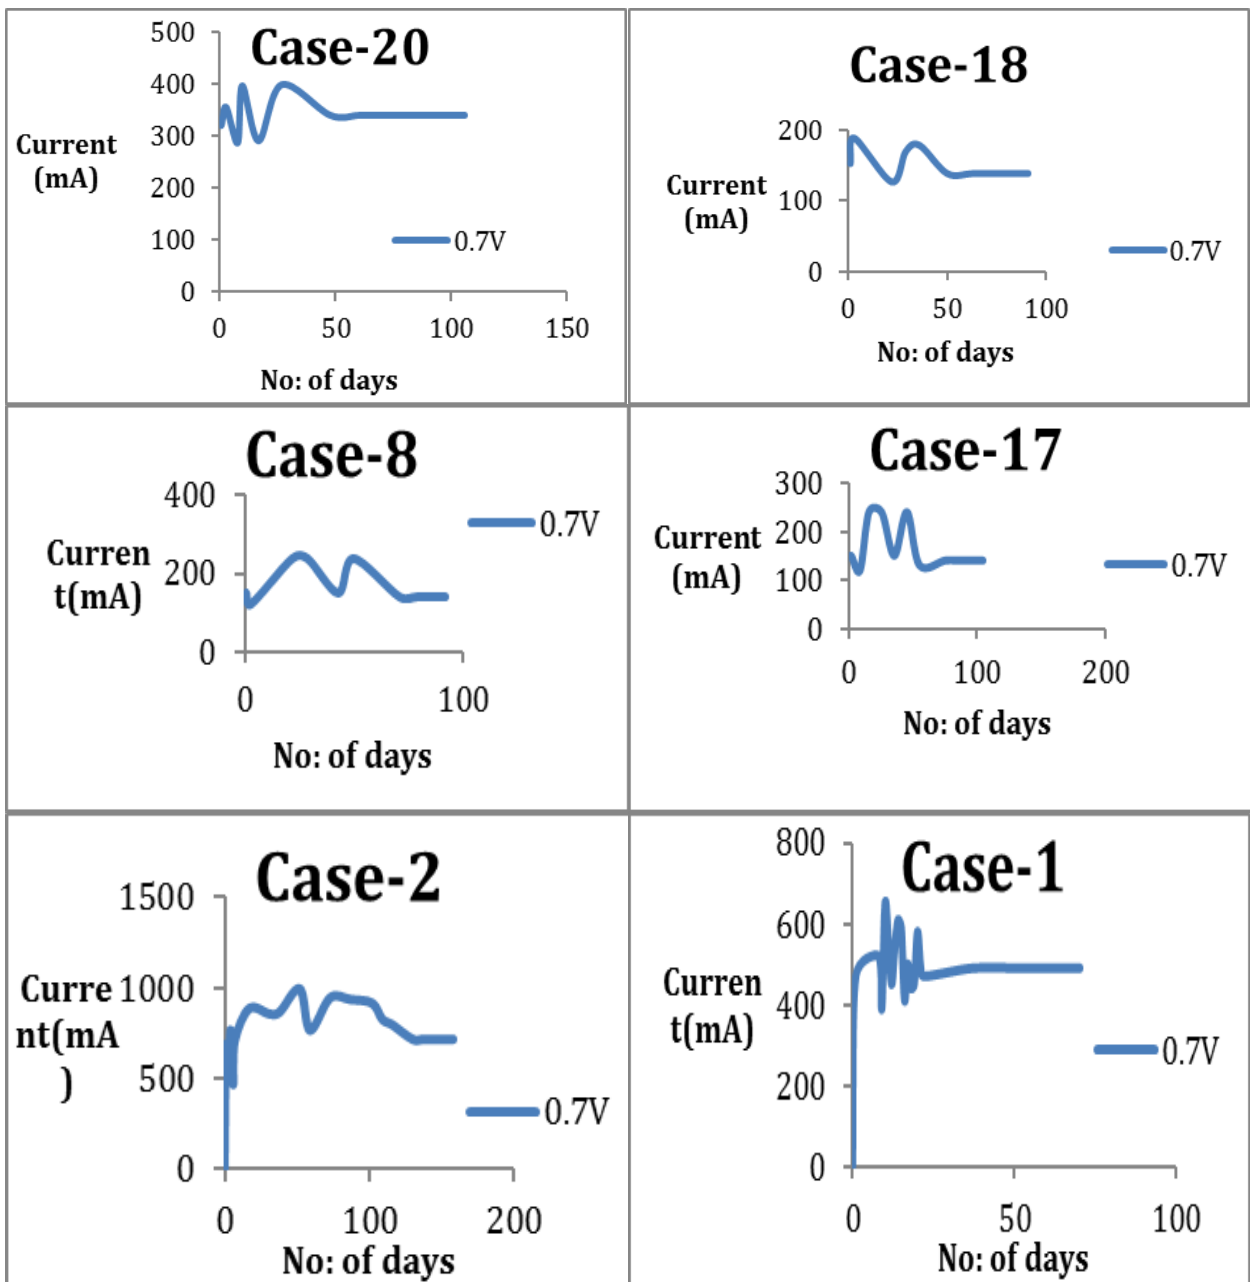 Case-20
500
400
300
200
100
0
Current
(mA)
0.7V
0 50 100 150
No: of days
Case-18
200
100
0
Current
(mA)
0.7V
0 50 100
No: of days
Case-8
400
200
0
Curren
t(mA)
0.7V
0 100
No: of days
Case-17
300
200
100
0
Current
(mA)
0.7V
0 100 200
No: of days
Case-2
1500
1000
500
0
Curre
nt(mA
)
0.7V
0 100 200
No: of days
Case-1
800
600
400
200
0
Curren
t(mA)
0.7V
0 50 100
No: of days